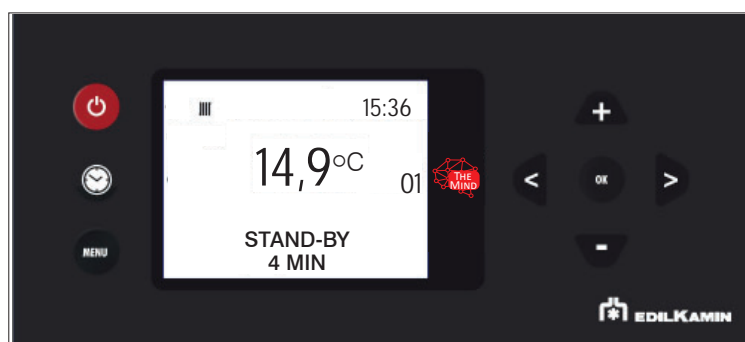 15:36
14,9°C
01
THE
MIND
STAND-BY
4 MIN
MENU
+
< OK >
-
EDILKAMIN